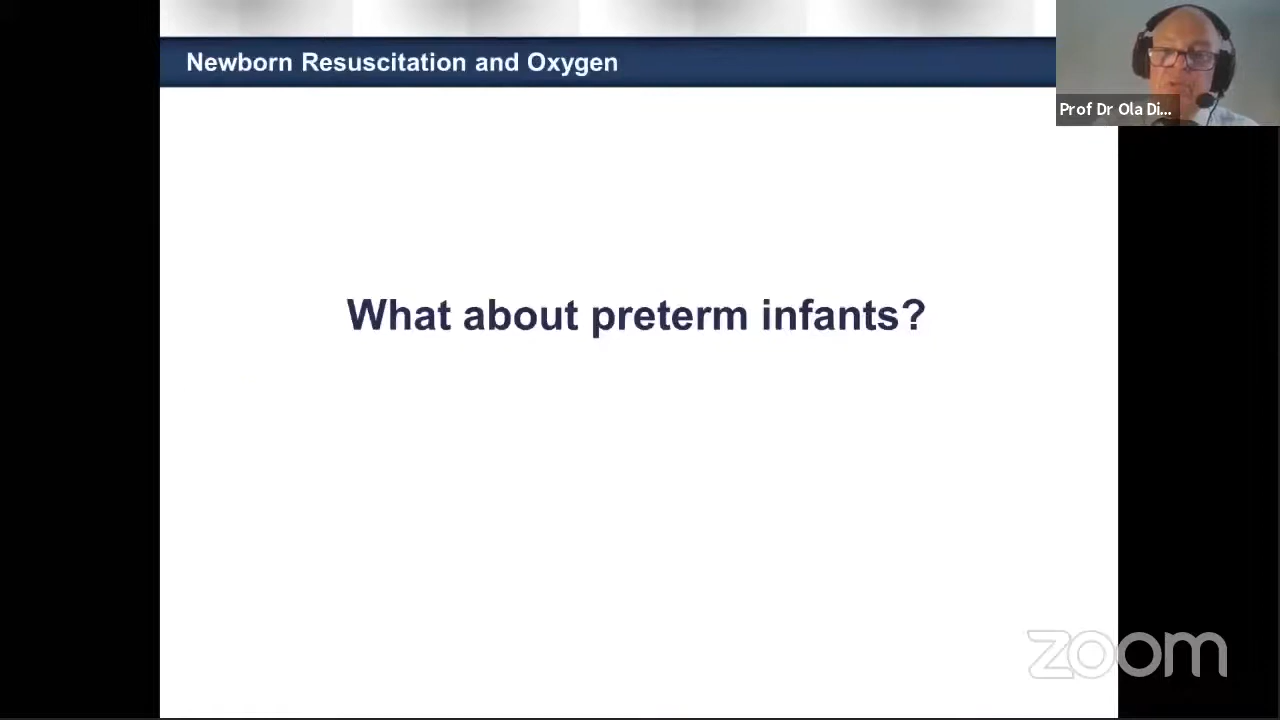 Newborn Resuscitation and Oxygen
Prof Dr Ola Di...
What about preterm infants?
zoom